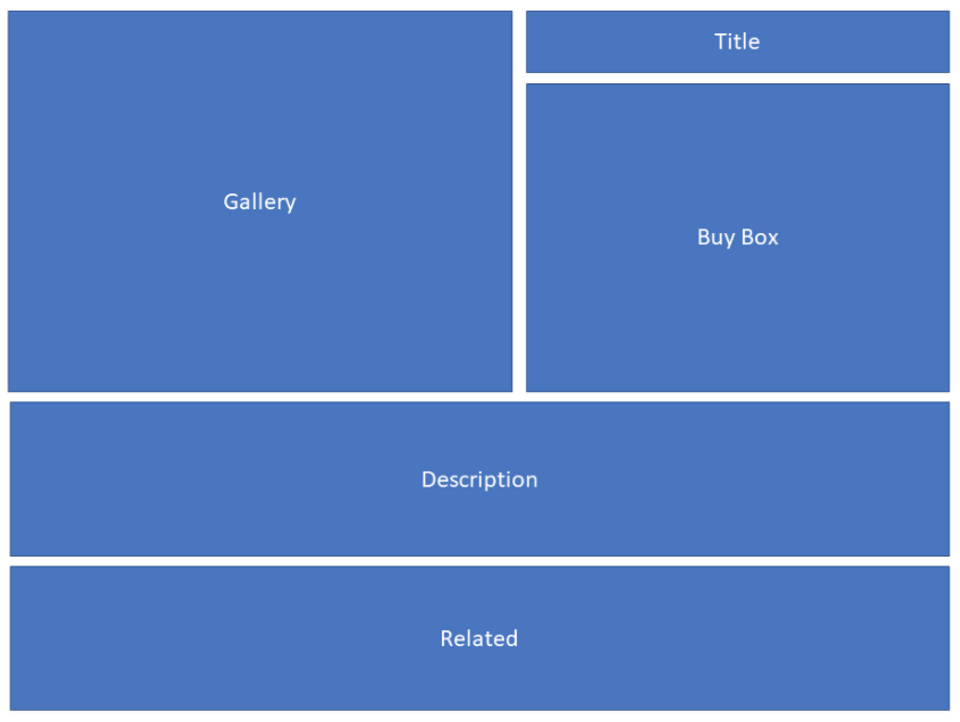 Title
Gallery
Buy Box
Description
Related